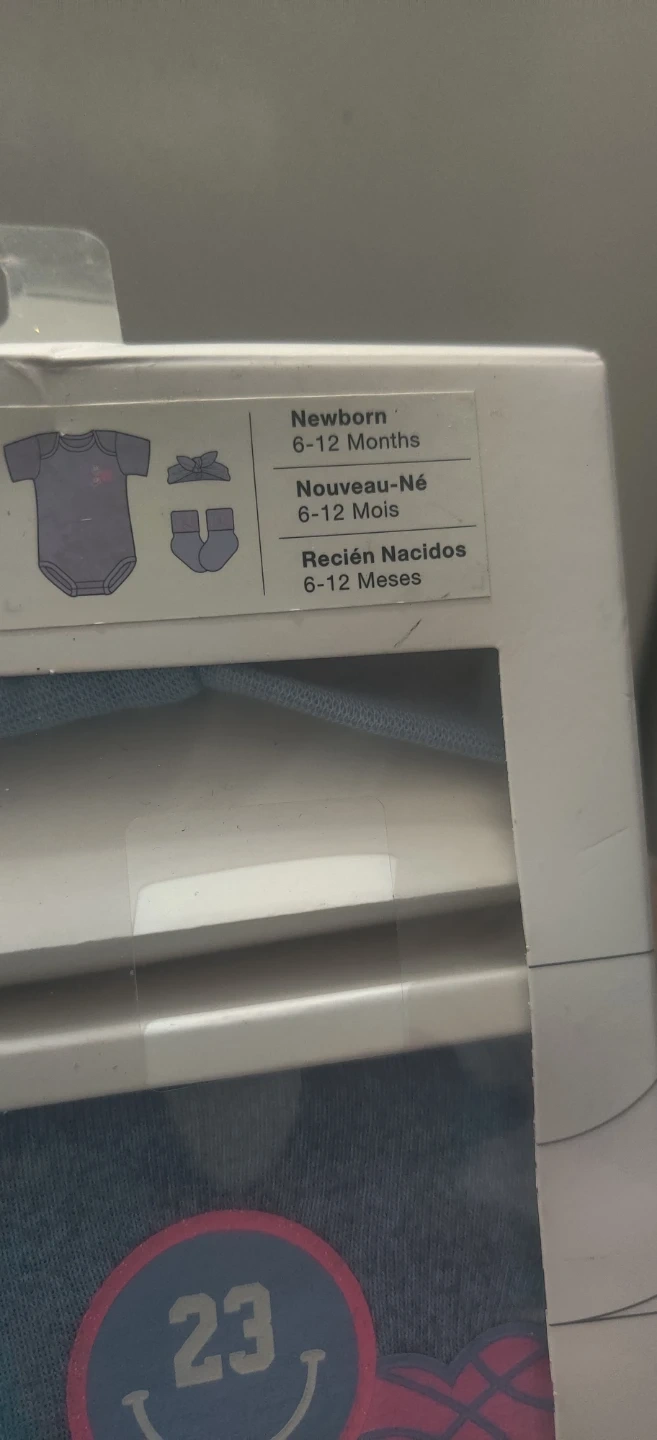 Newborn
6-12 Months
Nouveau-Né
6-12 Mois
Recién Nacidos
6-12 Meses
23